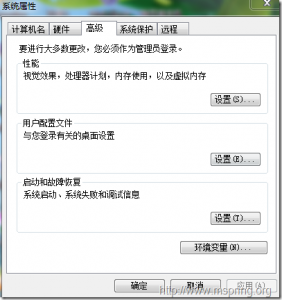 系统属性
计算机名 硬件 高级 系统保护 远程
要进行大多数更改，您必须作为管理员登录。
性能
视觉效果，处理器计划，内存使用，以及虚拟内存
设置(S)...
用户配置文件
与您登录有关的桌面设置
设置(E)...
启动和故障恢复
系统启动、系统失败和调试信息
设置(T)...
环境变量(N)...
确定 取消 应用(A)
http://www.mspring.org